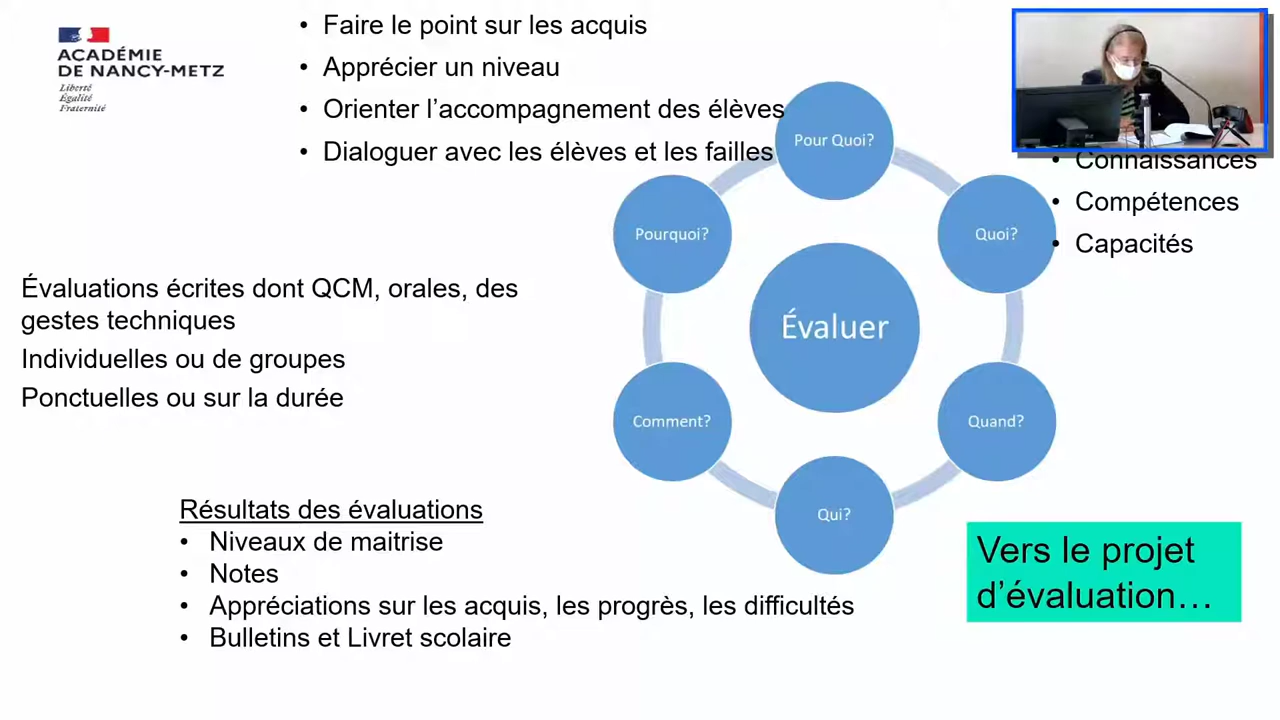 ACADÉMIE
DE NANCY-METZ
Liberté
Égalité
Fraternité
• Faire le point sur les acquis
• Apprécier un niveau
• Orienter l’accompagnement des élèves
• Dialoguer avec les élèves et les failles
• Connaissances
• Compétences
• Capacités
Pour Quoi?
Pourquoi?
Quoi?
Évaluer
Comment?
Quand?
Qui?
Évaluations écrites dont QCM, orales, des
gestes techniques
Individuelles ou de groupes
Ponctuelles ou sur la durée
Résultats des évaluations
• Niveaux de maitrise
• Notes
• Appréciations sur les acquis, les progrès, les difficultés
• Bulletins et Livret scolaire
Vers le projet
d’évaluation…